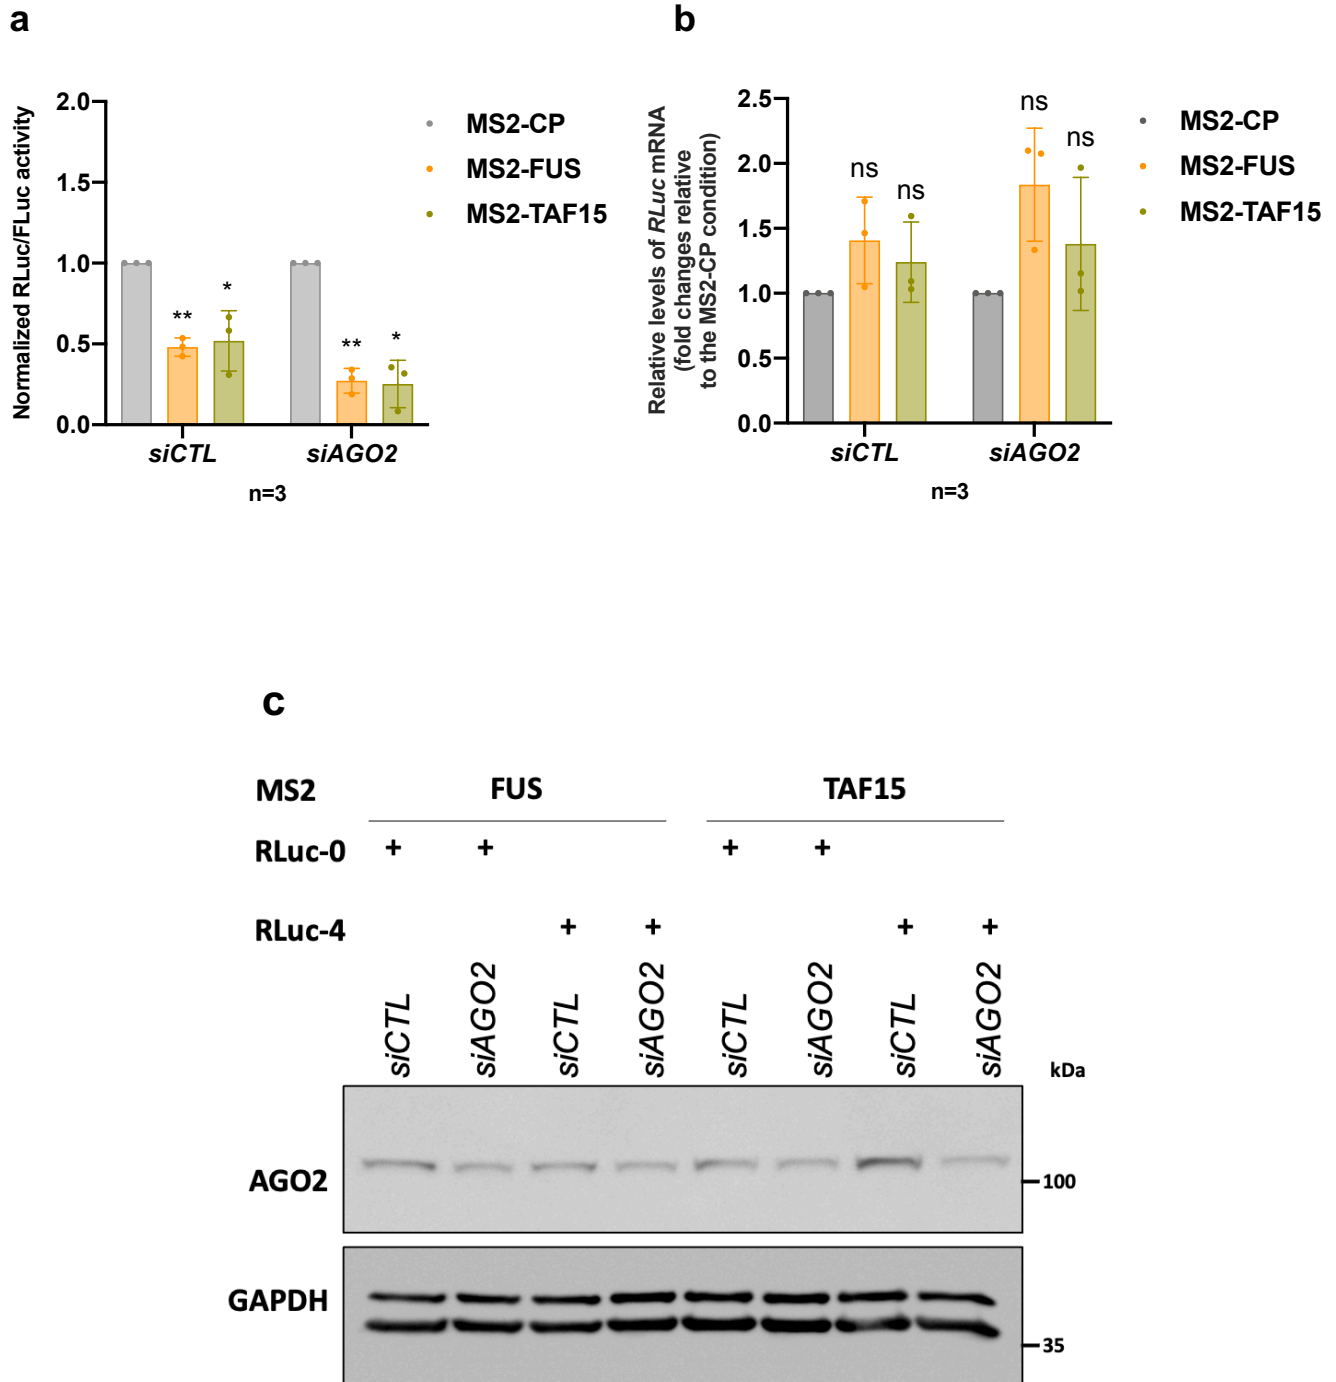 a
Normalized RLuc/FLuc activity
2.0
1.5
1.0
0.5
0.0
**
*
**
*
siCTL
siAGO2
n=3
MS2-CP
MS2-FUS
MS2-TAF15
b
Relative levels of RLuc mRNA
(fold changes relative
to the MS2-CP condition)
2.5
2.0
1.5
1.0
0.5
0.0
ns
ns
ns
ns
siCTL
siAGO2
n=3
MS2-CP
MS2-FUS
MS2-TAF15
c
MS2 FUS TAF15
RLuc-0 + + + +
RLuc-4 + + + +
siCTL siAGO2 siCTL siAGO2 siCTL siAGO2 siCTL siAGO2
kDa
AGO2
100
GAPDH
35